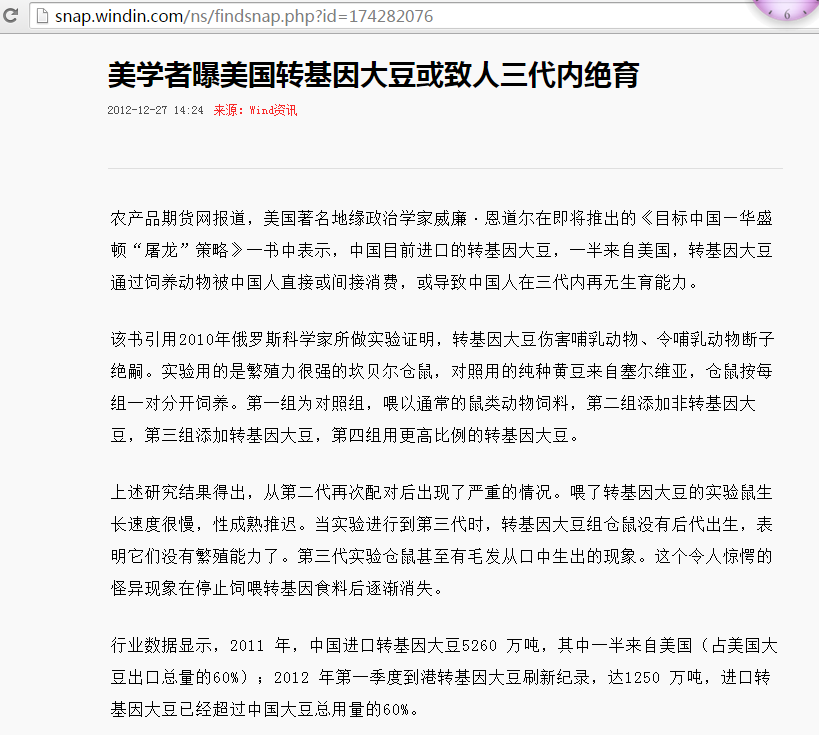 snap.windin.com/ns/findsnap.php?id=174282076
6
美学者曝美国转基因大豆或致人三代内绝育
2012-12-27 14:24 来源：Wind资讯
农产品期货网报道，美国著名地缘政治学家威廉·恩道尔在即将推出的《目标中国—华盛
顿“屠龙”策略》一书中表示，中国目前进口的转基因大豆，一半来自美国，转基因大豆
通过饲养动物被中国人直接或间接消费，或导致中国人在三代内再无生育能力。
该书引用2010年俄罗斯科学家所做实验证明，转基因大豆伤害哺乳动物、令哺乳动物断子
绝嗣。实验用的是繁殖力很强的坎贝尔仓鼠，对照用的纯种黄豆来自塞尔维亚，仓鼠按每
组一对分开饲养。第一组为对照组，喂以通常的鼠类动物饲料，第二组添加非转基因大
豆，第三组添加转基因大豆，第四组用更高比例的转基因大豆。
上述研究结果得出，从第二代再次配对后出现了严重的情况。喂了转基因大豆的实验鼠生
长速度很慢，性成熟推迟。当实验进行到第三代时，转基因大豆组仓鼠没有后代出生，表
明它们没有繁殖能力了。第三代实验仓鼠甚至有毛发从口中生出的现象。这个令人惊愕的
怪异现象在停止饲喂转基因食料后逐渐消失。
行业数据显示，2011 年，中国进口转基因大豆5260 万吨，其中一半来自美国（占美国大
豆出口总量的60%）；2012 年第一季度到港转基因大豆刷新纪录，达1250 万吨，进口转
基因大豆已经超过中国大豆总用量的60%。